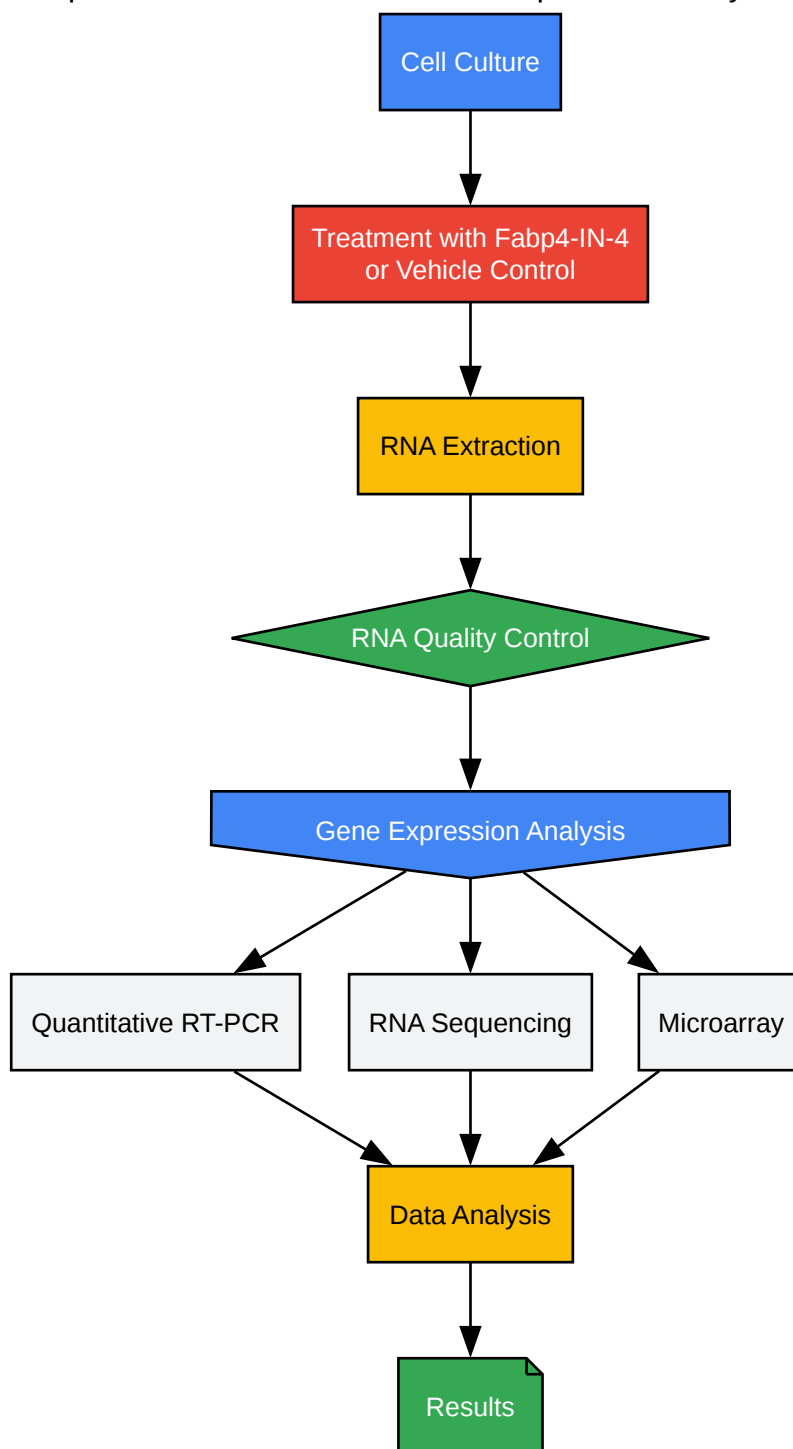 Cell Culture
Treatment with Fabp4-IN-4
or Vehicle Control
RNA Extraction
RNA Quality Control
Gene Expression Analysis
Quantitative RT-PCR
RNA Sequencing
Microarray
Data Analysis
Results